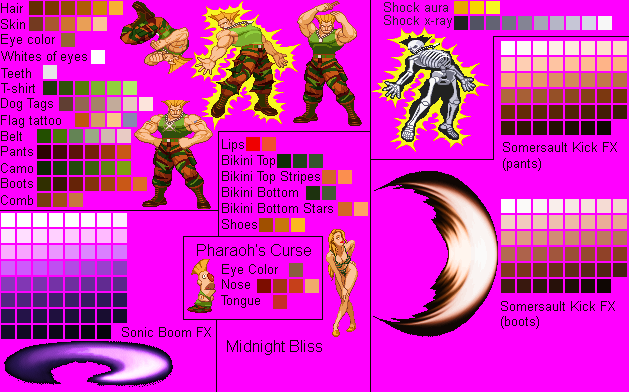 Hair
Skin
Eye color
Whites of eyes
Teeth
T-shirt
Dog Tags
Flag tattoo
Belt
Pants
Camo
Boots
Comb
Sonic Boom FX
Lips
Bikini Top
Bikini Top Stripes
Bikini Bottom
Bikini Bottom Stars
Shoes
Pharaoh's Curse
Eye Color
Nose
Tongue
Midnight Bliss
Shock aura
Shock x-ray
Somersault Kick FX
(pants)
Somersault Kick FX
(boots)